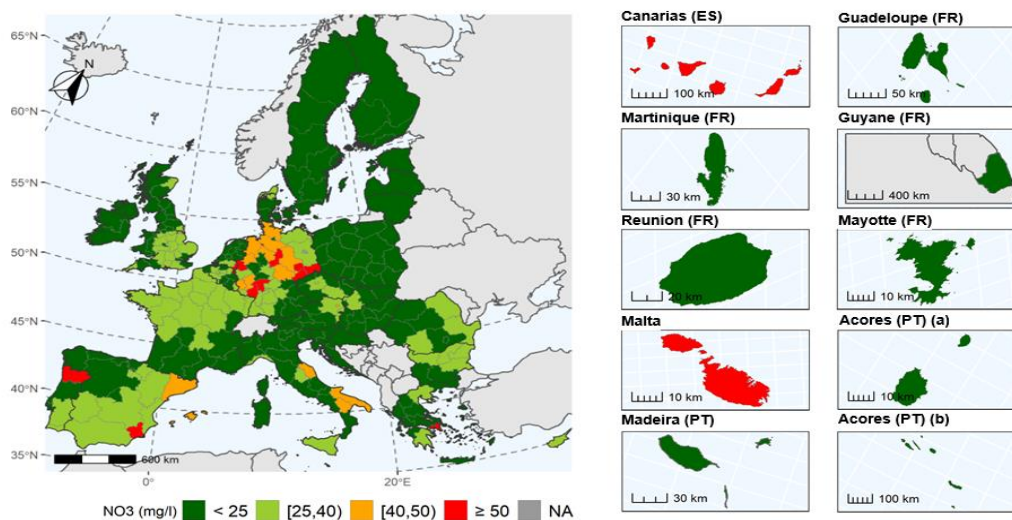 65°N
60°N
55°N
50°N
45°N
40°N
35°N
N
600 km
0°
20°E
NO3 (mg/l)
< 25
[25,40)
[40,50)
≥ 50
NA
Canarias (ES)
100 km
Guadeloupe (FR)
50 km
Martinique (FR)
30 km
Guyane (FR)
400 km
Reunion (FR)
20 km
Mayotte (FR)
10 km
Malta
10 km
Acores (PT) (a)
10 km
Madeira (PT)
30 km
Acores (PT) (b)
100 km